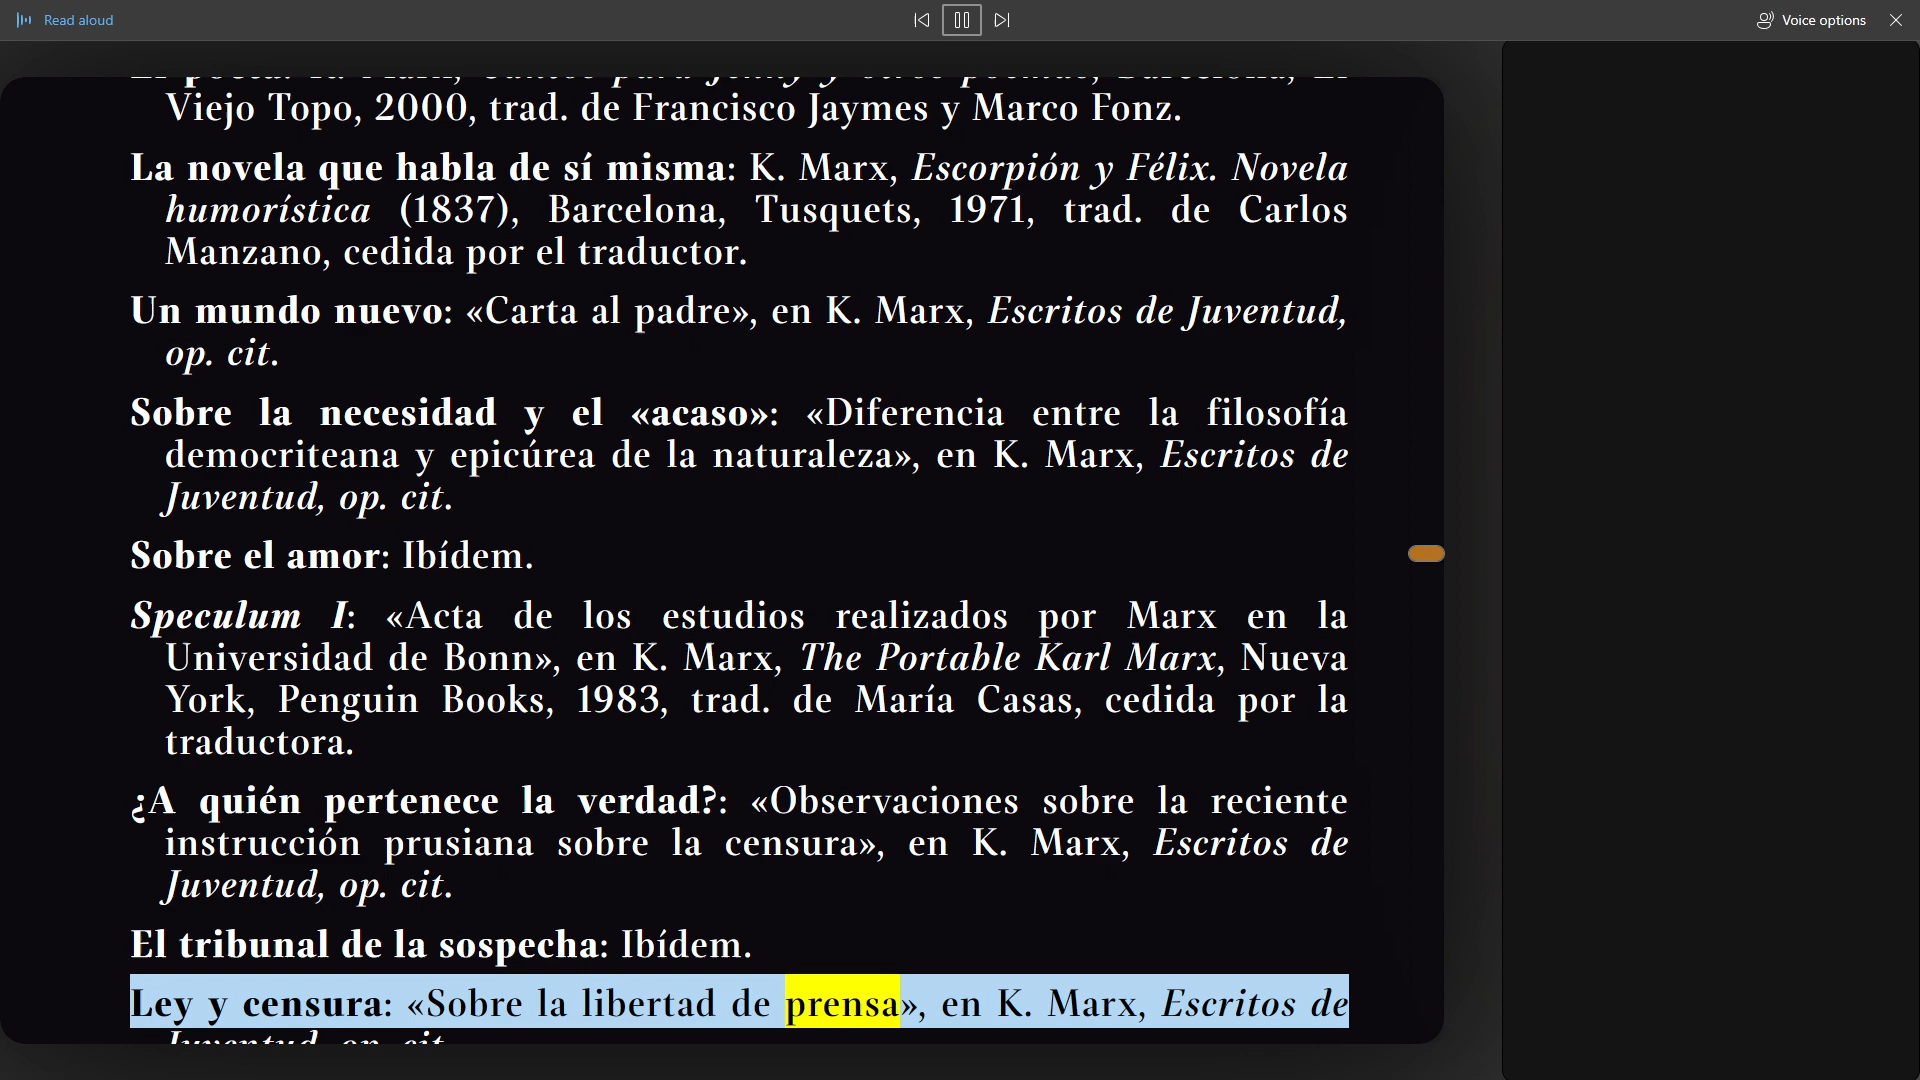 Read aloud
Voice options
Viejo Topo, 2000, trad. de Francisco Jaymes y Marco Fonz.
La novela que habla de sí misma: K. Marx, Escorpión y Félix. Novela
humorística (1837), Barcelona, Tusquets, 1971, trad. de Carlos
Manzano, cedida por el traductor.
Un mundo nuevo: «Carta al padre», en K. Marx, Escritos de Juventud,
op. cit.
Sobre la necesidad y el «acaso»: «Diferencia entre la filosofía
democriteana y epicúrea de la naturaleza», en K. Marx, Escritos de
Juventud, op. cit.
Sobre el amor: Ibídem.
Speculum I: «Acta de los estudios realizados por Marx en la
Universidad de Bonn», en K. Marx, The Portable Karl Marx, Nueva
York, Penguin Books, 1983, trad. de María Casas, cedida por la
traductora.
¿A quién pertenece la verdad?: «Observaciones sobre la reciente
instrucción prusiana sobre la censura», en K. Marx, Escritos de
Juventud, op. cit.
El tribunal de la sospecha: Ibídem.
Ley y censura: «Sobre la libertad de prensa», en K. Marx, Escritos de
Juventud, op. cit.